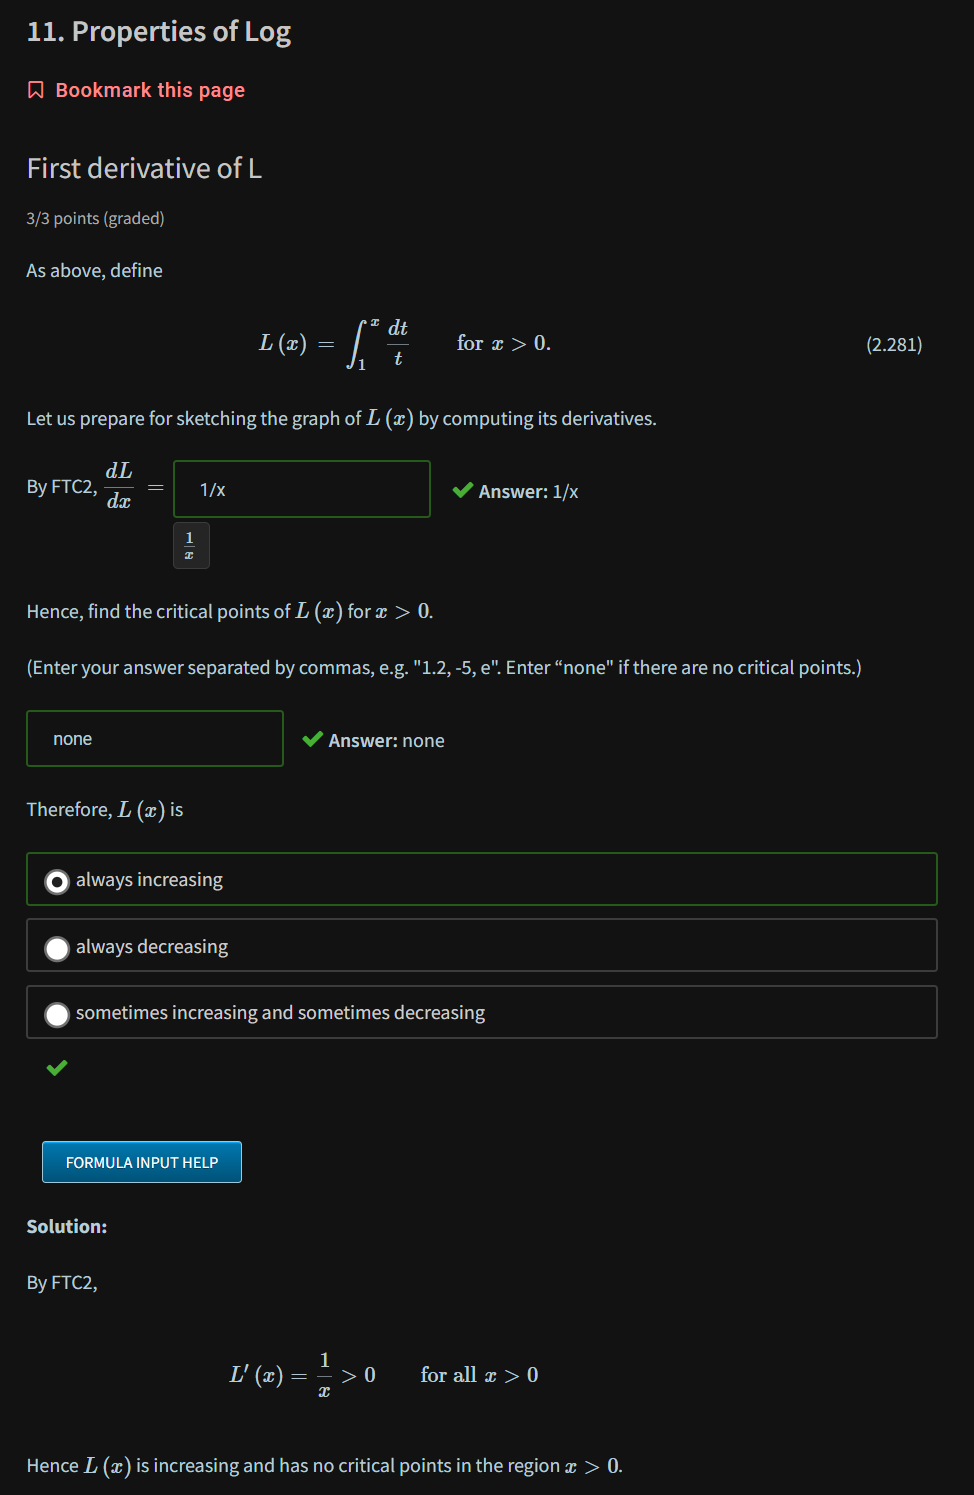 11. Properties of Log
Bookmark this page
First derivative of L
3/3 points (graded)
As above, define
L (x) = ∫₁ˣ dt/t for x > 0. (2.281)
Let us prepare for sketching the graph of L (x) by computing its derivatives.
By FTC2, dL/dx = 1/x Answer: 1/x
1/x
Hence, find the critical points of L (x) for x > 0.
(Enter your answer separated by commas, e.g. "1.2, -5, e". Enter “none" if there are no critical points.)
none Answer: none
Therefore, L (x) is
always increasing
always decreasing
sometimes increasing and sometimes decreasing
FORMULA INPUT HELP
Solution:
By FTC2,
L′ (x) = 1/x > 0 for all x > 0
Hence L (x) is increasing and has no critical points in the region x > 0.